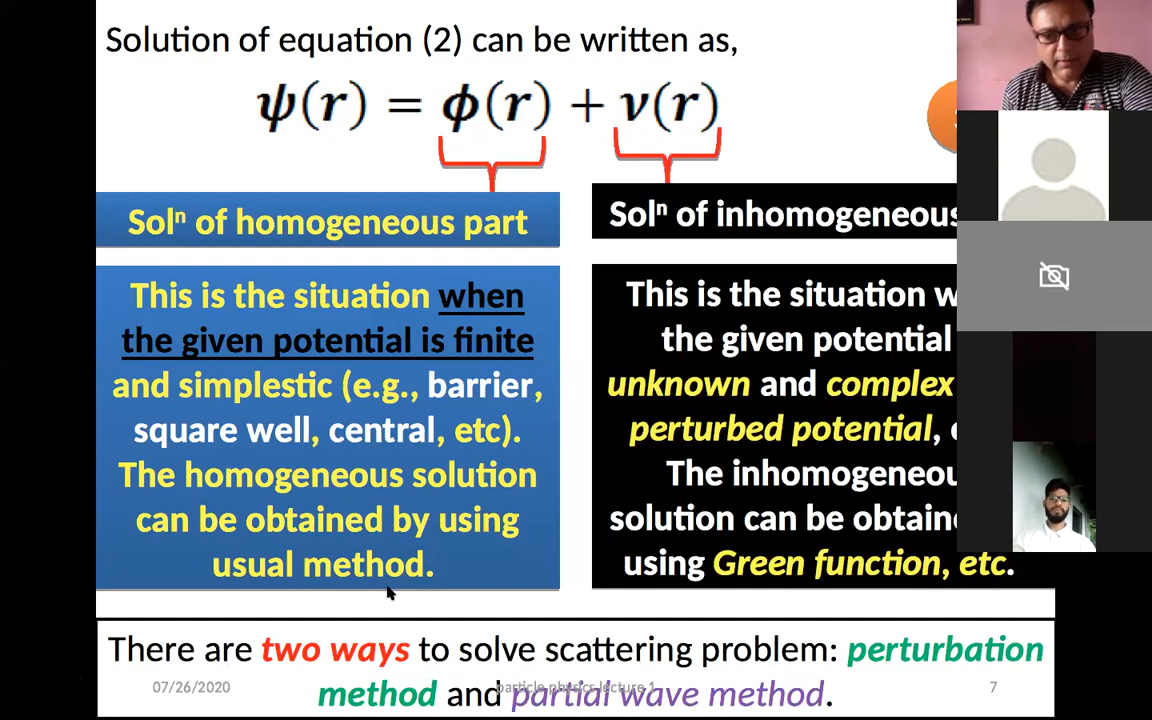 Solution of equation (2) can be written as,
ψ(r) = ϕ(r) + ν(r)
Solⁿ of homogeneous part
This is the situation when
the given potential is finite
and simplestic (e.g., barrier,
square well, central, etc).
The homogeneous solution
can be obtained by using
usual method.
Solⁿ of inhomogeneous
This is the situation w
the given potential
unknown and complex
perturbed potential,
The inhomogeneou
solution can be obtaine
using Green function, etc.
There are two ways to solve scattering problem: perturbation
method and partial wave method.
07/26/2020
particle physics lecture 1
7